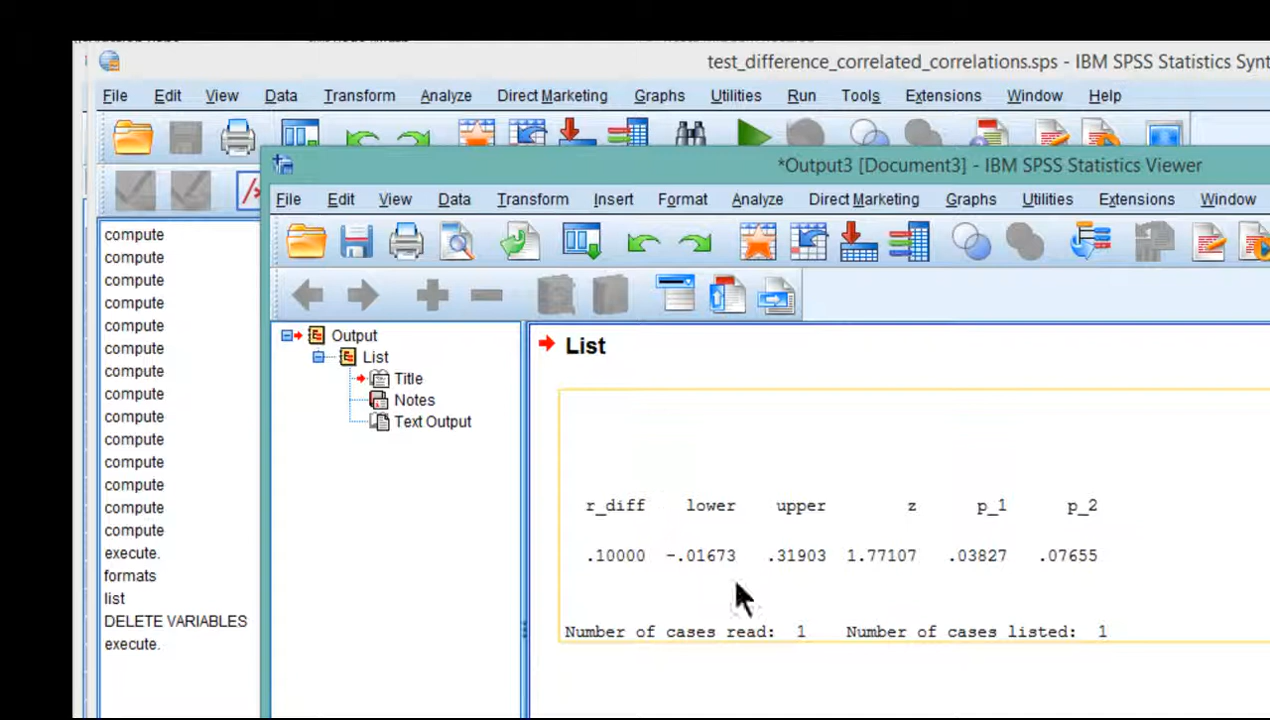 test_difference_correlated_correlations.sps - IBM SPSS Statistics Synt
File Edit View Data Transform Analyze Direct Marketing Graphs Utilities Run Tools Extensions Window Help
*Output3 [Document3] - IBM SPSS Statistics Viewer
File Edit View Data Transform Insert Format Analyze Direct Marketing Graphs Utilities Extensions Window
compute
compute
compute
compute
compute
compute
compute
compute
compute
compute
compute
compute
compute
compute
execute.
formats
list
DELETE VARIABLES
execute.
Output
List
Title
Notes
Text Output
List
r_diff lower upper z p_1 p_2
.10000 -.01673 .31903 1.77107 .03827 .07655
Number of cases read: 1 Number of cases listed: 1